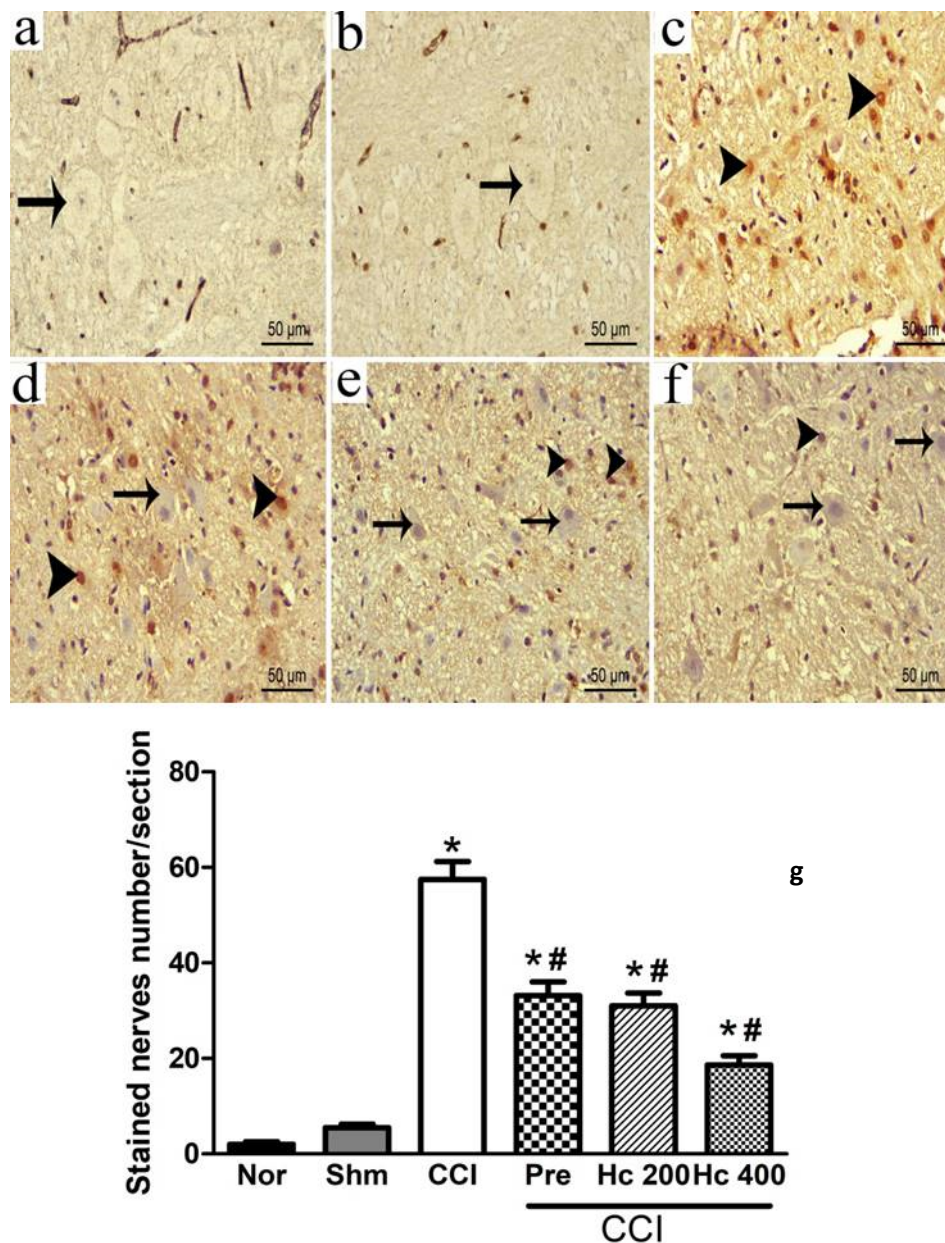 a b c
50 µm 50 µm 50 µm
d e f
50 µm 50 µm 50 µm
Stained nerves number/section
80
60
40
20
0
*
* #
* #
* #
g
Nor Shm CCI Pre Hc 200 Hc 400
CCI